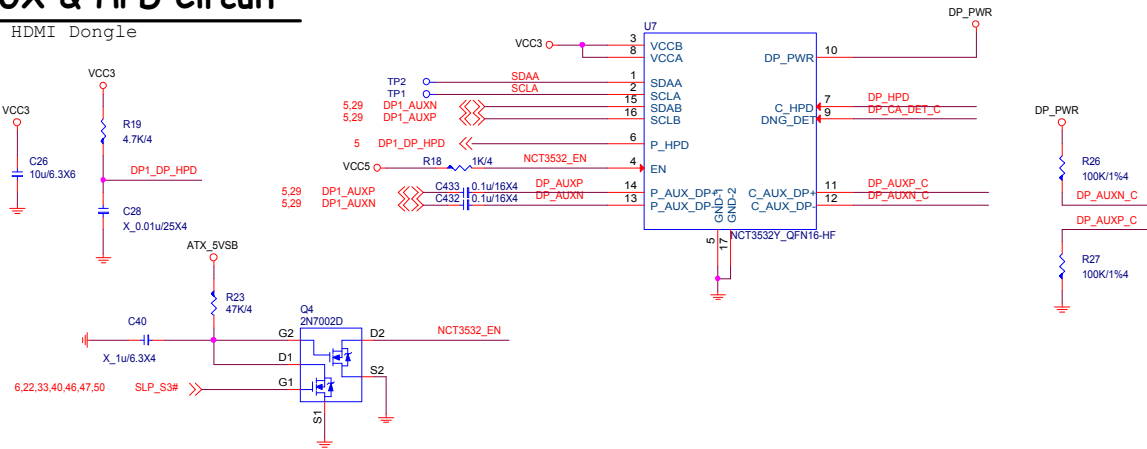 HDMI Dongle
VCC3
C26
10u/6.3X6
VCC3
R19
4.7K/4
DP1_DP_HPD
C28
X_0.01u/25X4
U7
VCC3
3 VCCB
8 VCCA
TP2 SDAA 1 SDAA
TP1 SCLA 2 SCLA
5,29 DP1_AUXN 15 SDAB
5,29 DP1_AUXP 16 SCLB
5 DP1_DP_HPD 6 P_HPD
VCC5 R18 1K/4 NCT3532_EN 4 EN
5,29 DP1_AUXP C433 0.1u/16X4 DP_AUXP 14 P_AUX_DP+
5,29 DP1_AUXN C432 0.1u/16X4 DP_AUXN 13 P_AUX_DP-
DP_PWR
DP_PWR 10
C_HPD 7 DP_HPD
DNG_DET 9 DP_CA_DET_C
C_AUX_DP+ 11 DP_AUXP_C
C_AUX_DP- 12 DP_AUXN_C
GND-1
GND-2
5
17
NCT3532Y_QFN16-HF
DP_PWR
R26
100K/1%4
DP_AUXN_C
DP_AUXP_C
R27
100K/1%4
ATX_5VSB
R23
47K/4
C40
X_1u/6.3X4
Q4
2N7002D
G2
D1
G1
S1
D2
S2
NCT3532_EN
6,22,33,40,46,47,50 SLP_S3#